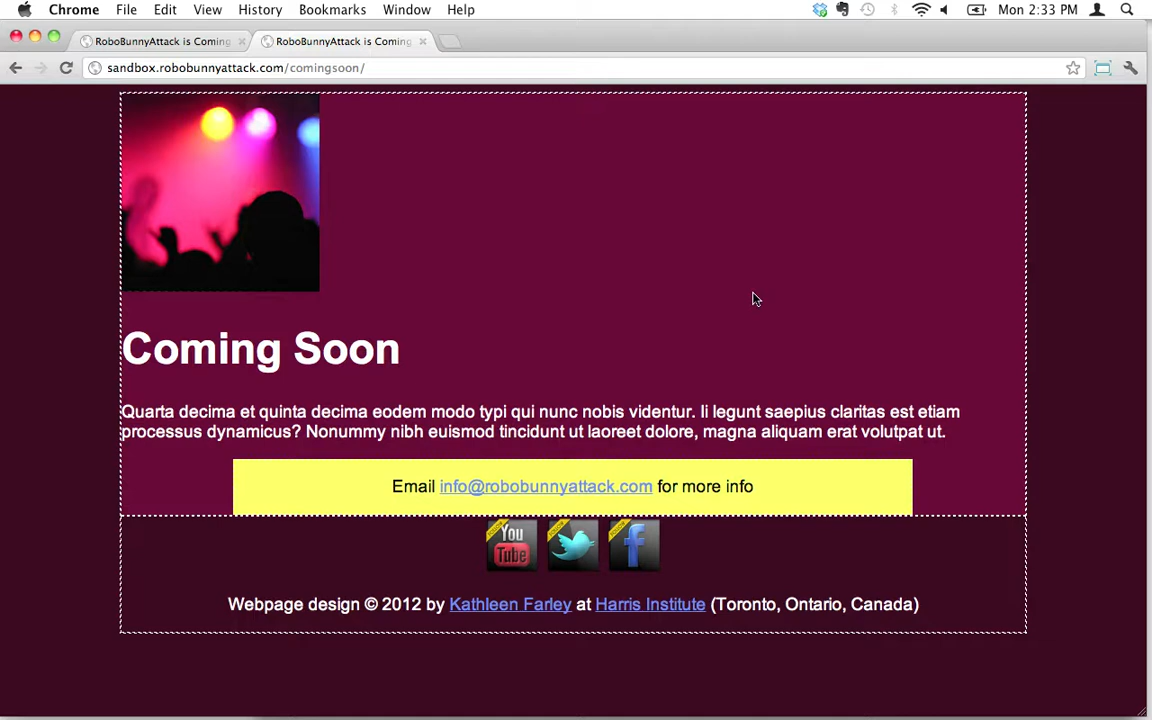 Chrome File Edit View History Bookmarks Window Help Mon 2:33 PM
RoboBunnyAttack is Coming RoboBunnyAttack is Coming
sandbox.robobunnyattack.com/comingsoon/
Coming Soon
Quarta decima et quinta decima eodem modo typi qui nunc nobis videntur. Ii legunt saepius claritas est etiam
processus dynamicus? Nonummy nibh euismod tincidunt ut laoreet dolore, magna aliquam erat volutpat ut.
Email info@robobunnyattack.com for more info
You
Tube
Webpage design © 2012 by Kathleen Farley at Harris Institute (Toronto, Ontario, Canada)